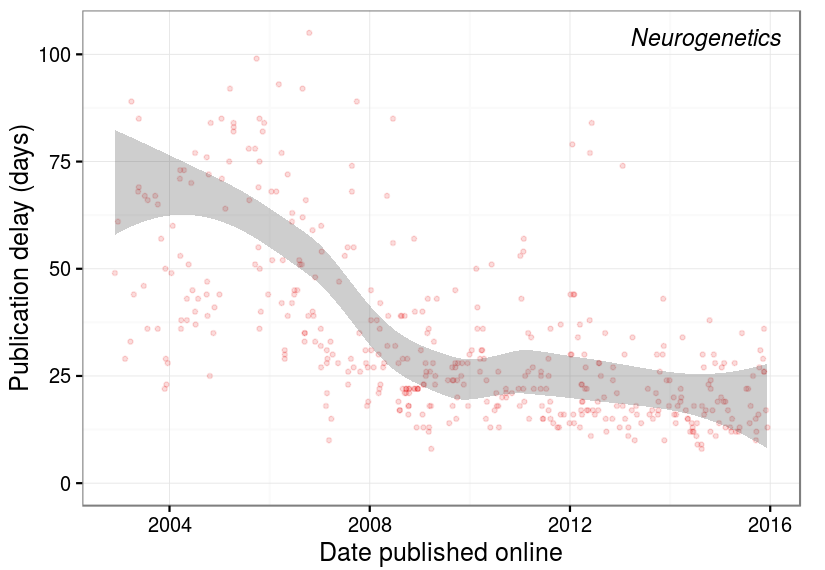 Neurogenetics
Publication delay (days)
100
75
50
25
0
2004 2008 2012 2016
Date published online